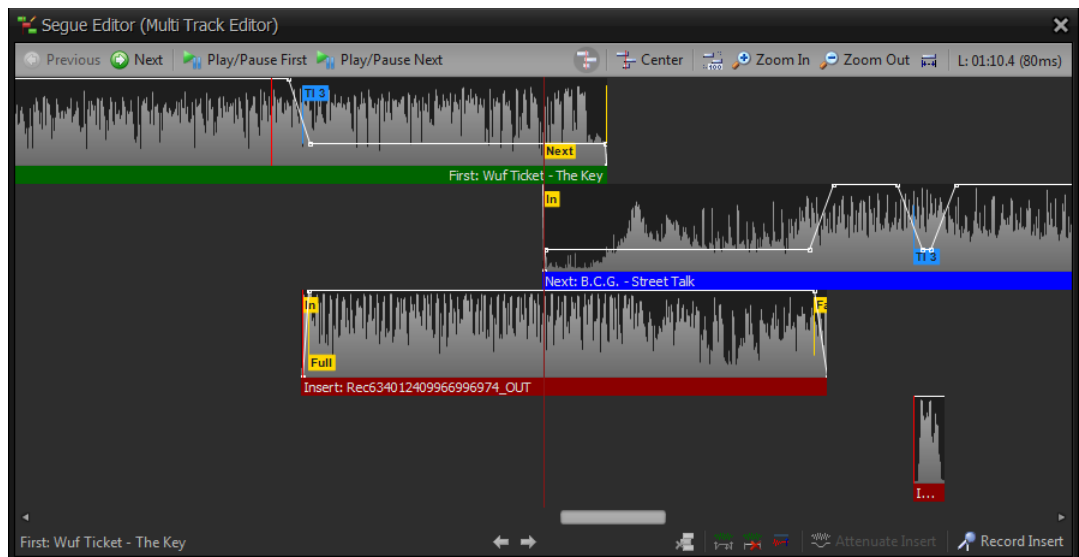 Segue Editor (Multi Track Editor)
Previous Next Play/Pause First Play/Pause Next Center 100 Zoom In Zoom Out L: 01:10.4 (80ms)
TI 3
Next
First: Wuf Ticket - The Key
In
TI 3
Next: B.C.G. - Street Talk
In Fa
Full
Insert: Rec634012409966996974_OUT
I...
First: Wuf Ticket - The Key Attenuate Insert Record Insert